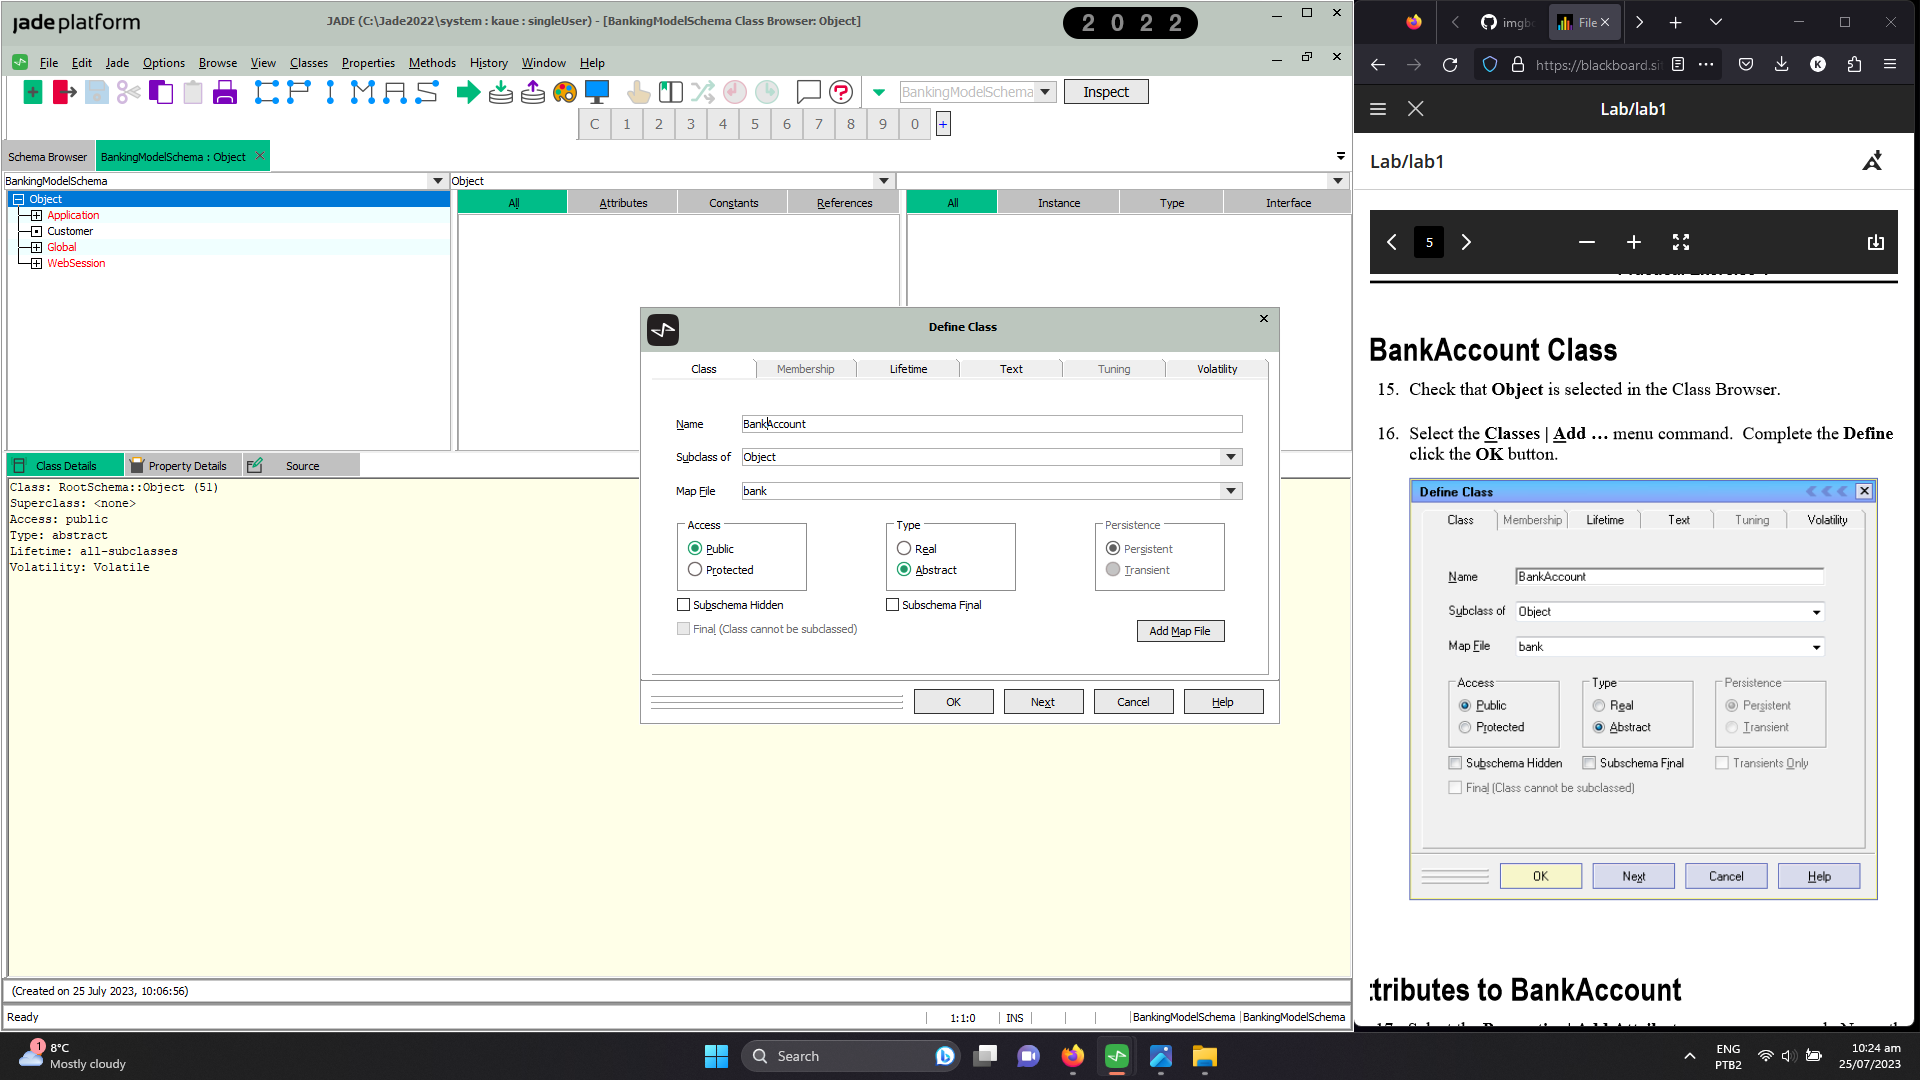 jade platform
JADE (C:\Jade2022\system : kaue : singleUser) - [BankingModelSchema Class Browser: Object]
2022
File Edit Jade Options Browse View Classes Properties Methods History Window Help
BankingModelSchema Inspect
C 1 2 3 4 5 6 7 8 9 0 +
Schema Browser BankingModelSchema : Object
BankingModelSchema Object
Object
Application
Customer
Global
WebSession
All Attributes Constants References
All Instance Type Interface
Class Details Property Details Source
Class: RootSchema::Object (51)
Superclass: <none>
Access: public
Type: abstract
Lifetime: all-subclasses
Volatility: Volatile
Define Class
Class Membership Lifetime Text Tuning Volatility
Name BankAccount
Subclass of Object
Map File bank
Access Type Persistence
Public Real Persistent
Protected Abstract Transient
Subschema Hidden Subschema Final
Final (Class cannot be subclassed)
Add Map File
OK Next Cancel Help
(Created on 25 July 2023, 10:06:56)
Ready 1:1:0 INS BankingModelSchema BankingModelSchema
imgb File
https://blackboard.si
Lab/lab1
Lab/lab1
5
BankAccount Class
15. Check that Object is selected in the Class Browser.
16. Select the Classes | Add ... menu command. Complete the Define
click the OK button.
Define Class
Class Membership Lifetime Text Tuning Volatility
Name BankAccount
Subclass of Object
Map File bank
Access Type Persistence
Public Real Persistent
Protected Abstract Transient
Subschema Hidden Subschema Final Transients Only
Final (Class cannot be subclassed)
OK Next Cancel Help
tributes to BankAccount
8°C
Mostly cloudy
1
Search
ENG
PTB2
10:24 am
25/07/2023